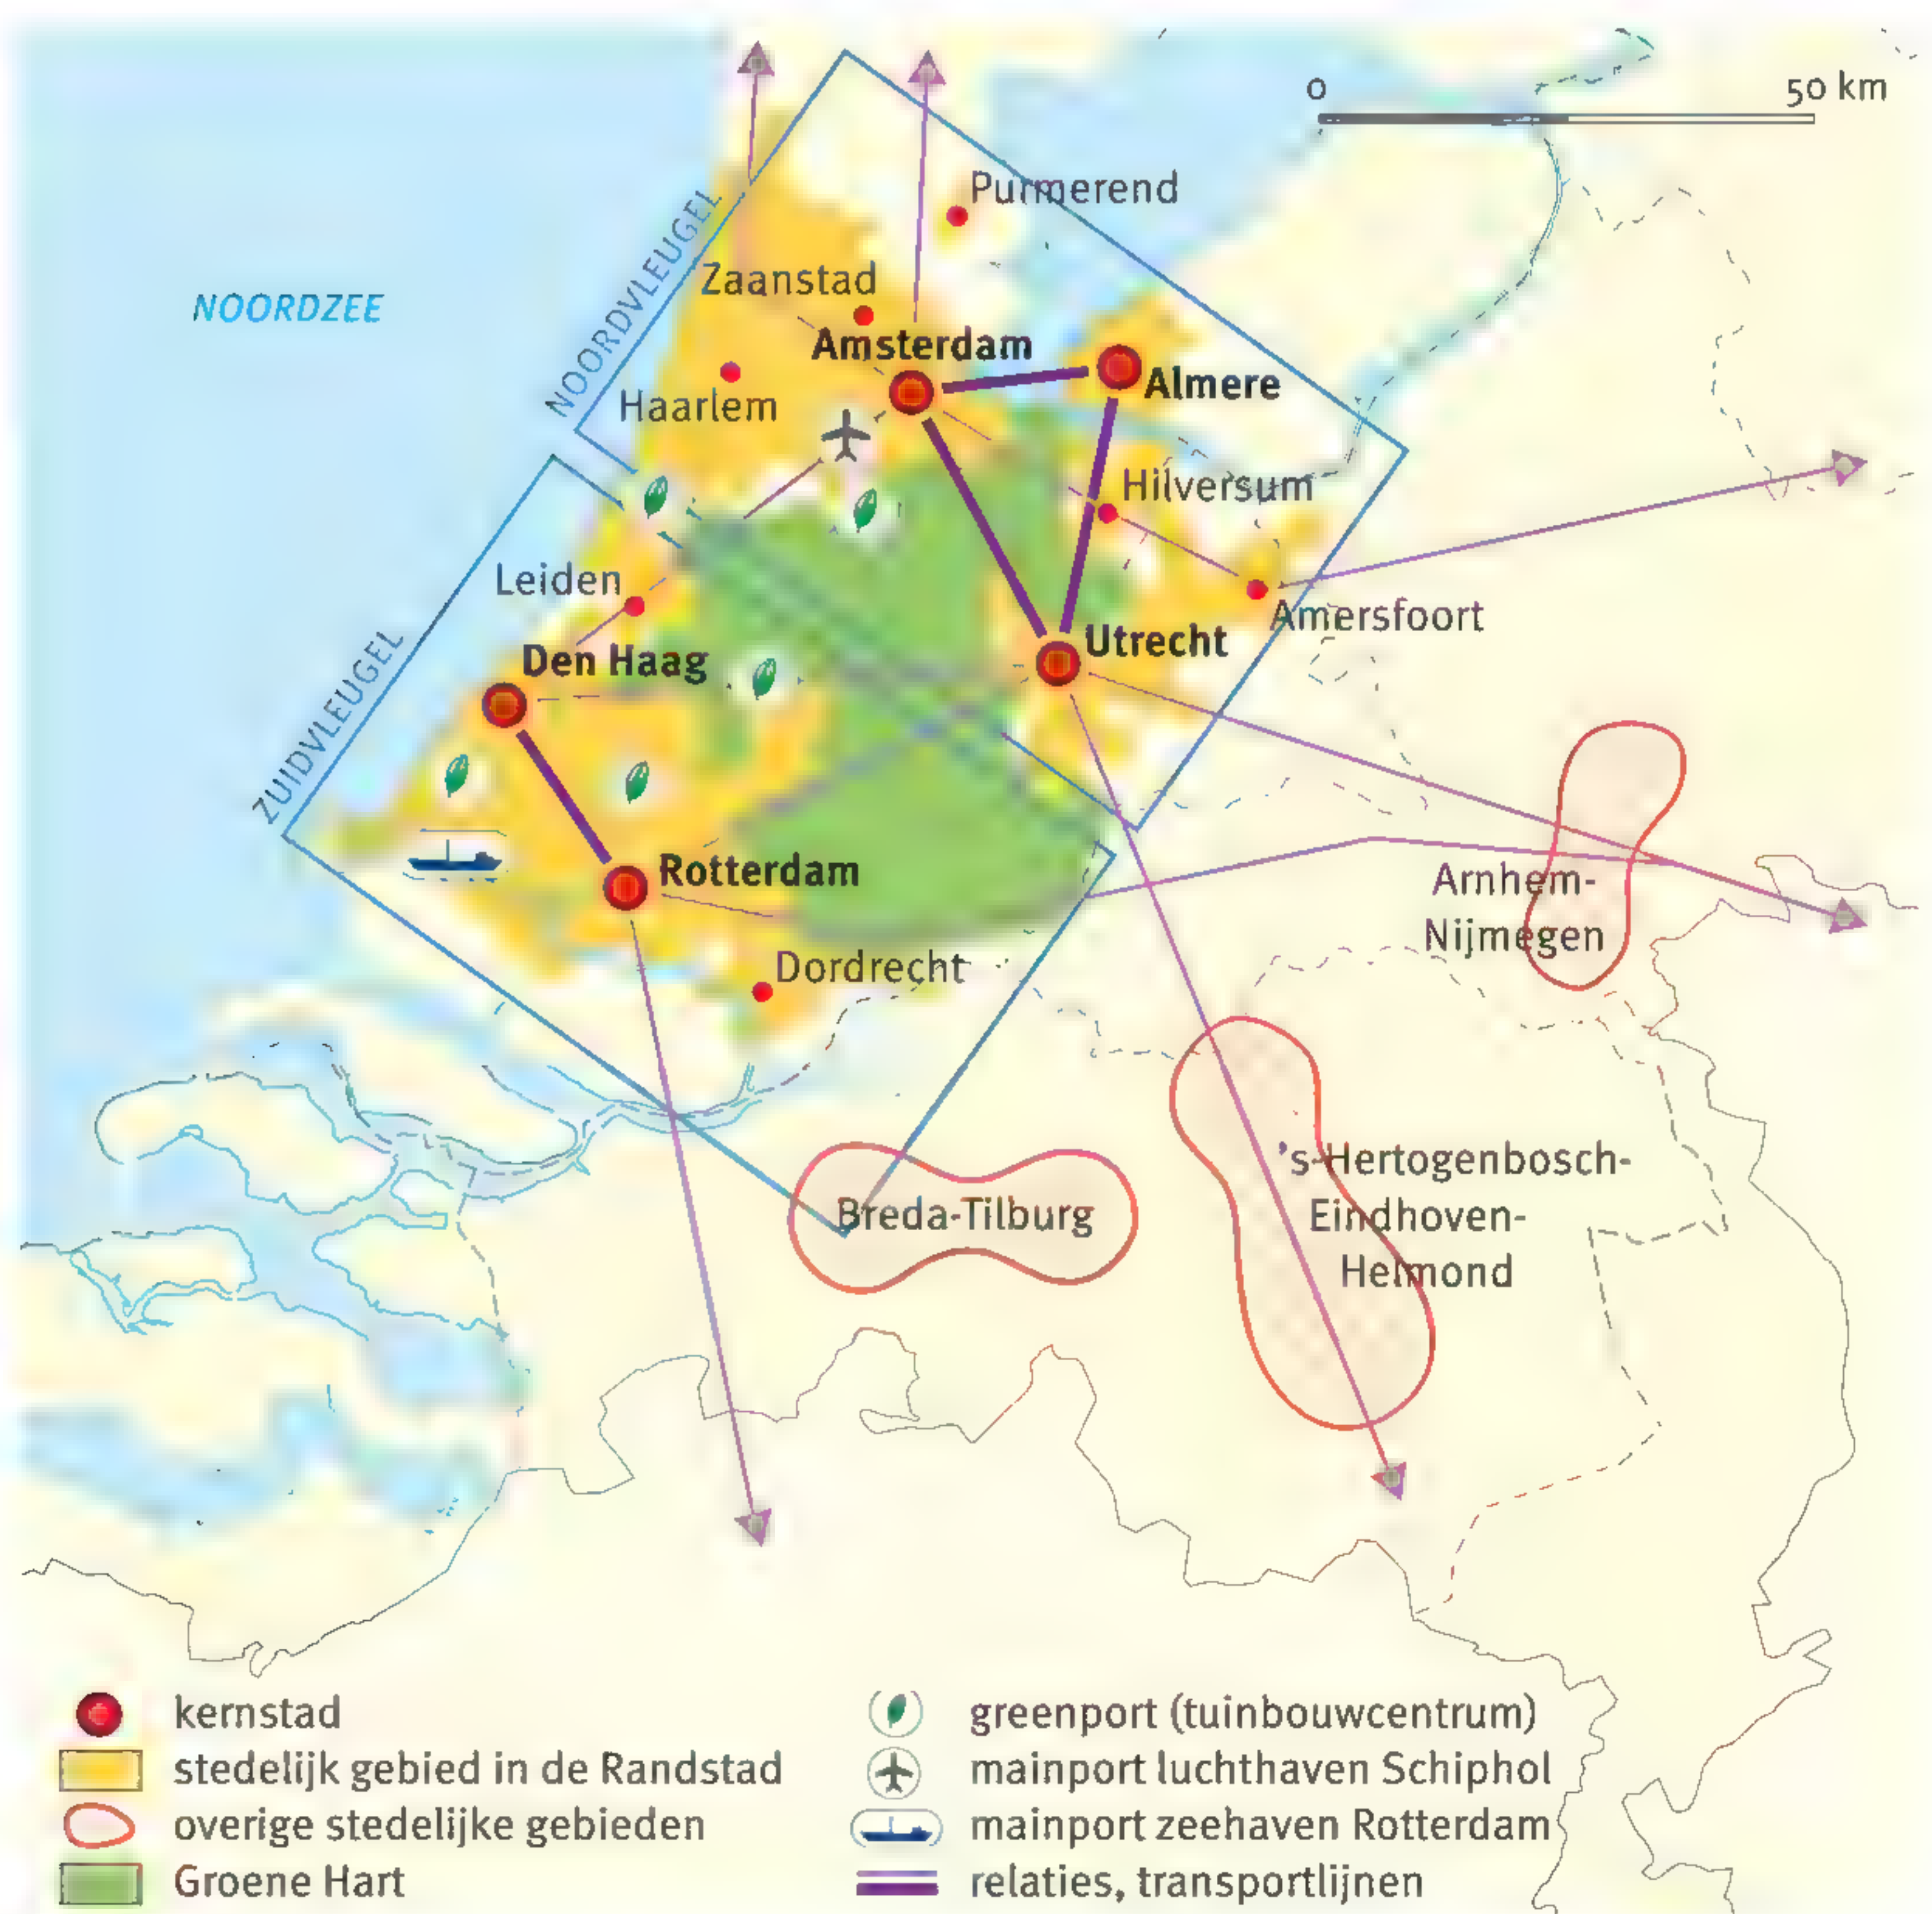 0
50 km
Purmerend
NOORDVLEUGEL
Zaanstad
NOORDZEE
Amsterdam
Almere
Haarlem
Hilversum
Leiden
Amersfoort
Utrecht
Den Haag
ZUIDVLEUGEL
Rotterdam
Arnhem-
Nijmegen
Dordrecht
's-Hertogenbosch-
Eindhoven-
Helmond
Breda-Tilburg
kernstad
stedelijk gebied in de Randstad
overige stedelijke gebieden
Groene Hart
greenport (tuinbouwcentrum)
mainport luchthaven Schiphol
mainport zeehaven Rotterdam
relaties, transportlijnen